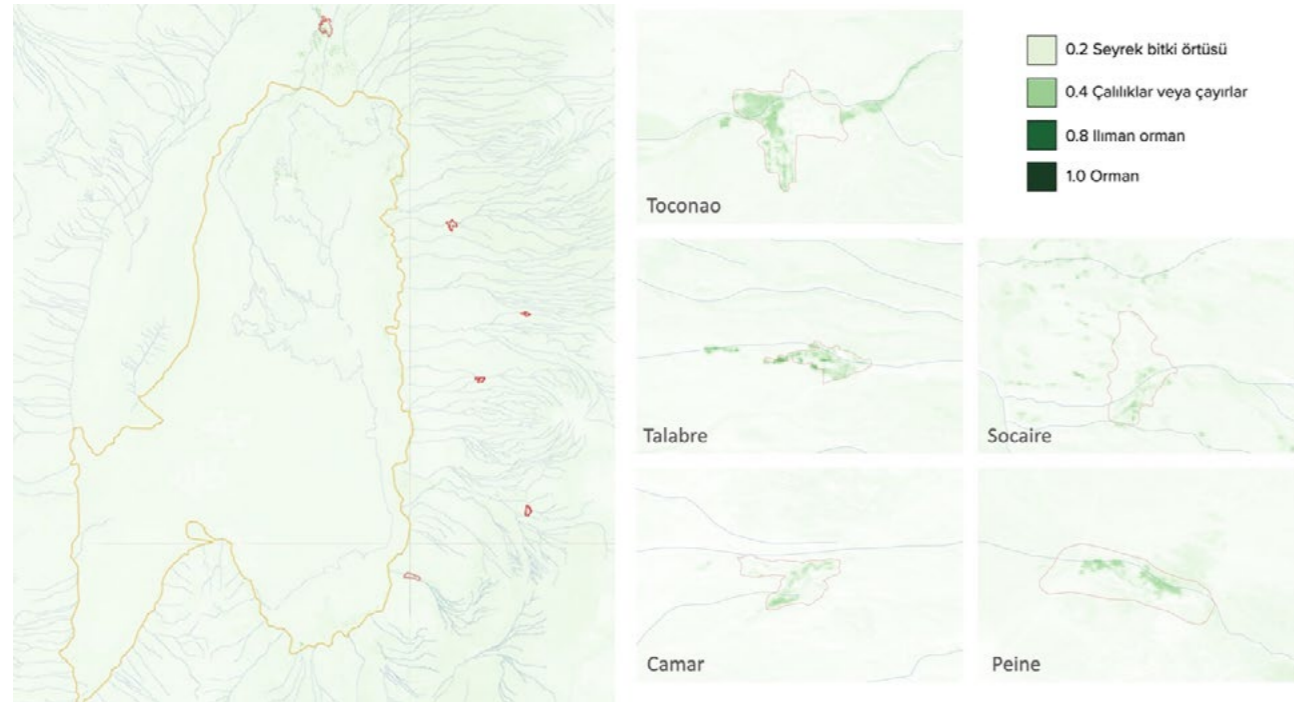 0.2 Seyrek bitki örtüsü
0.4 Çalılıklar veya çayırlar
0.8 Ilıman orman
1.0 Orman
Toconao
Talabre
Socaire
Camar
Peine